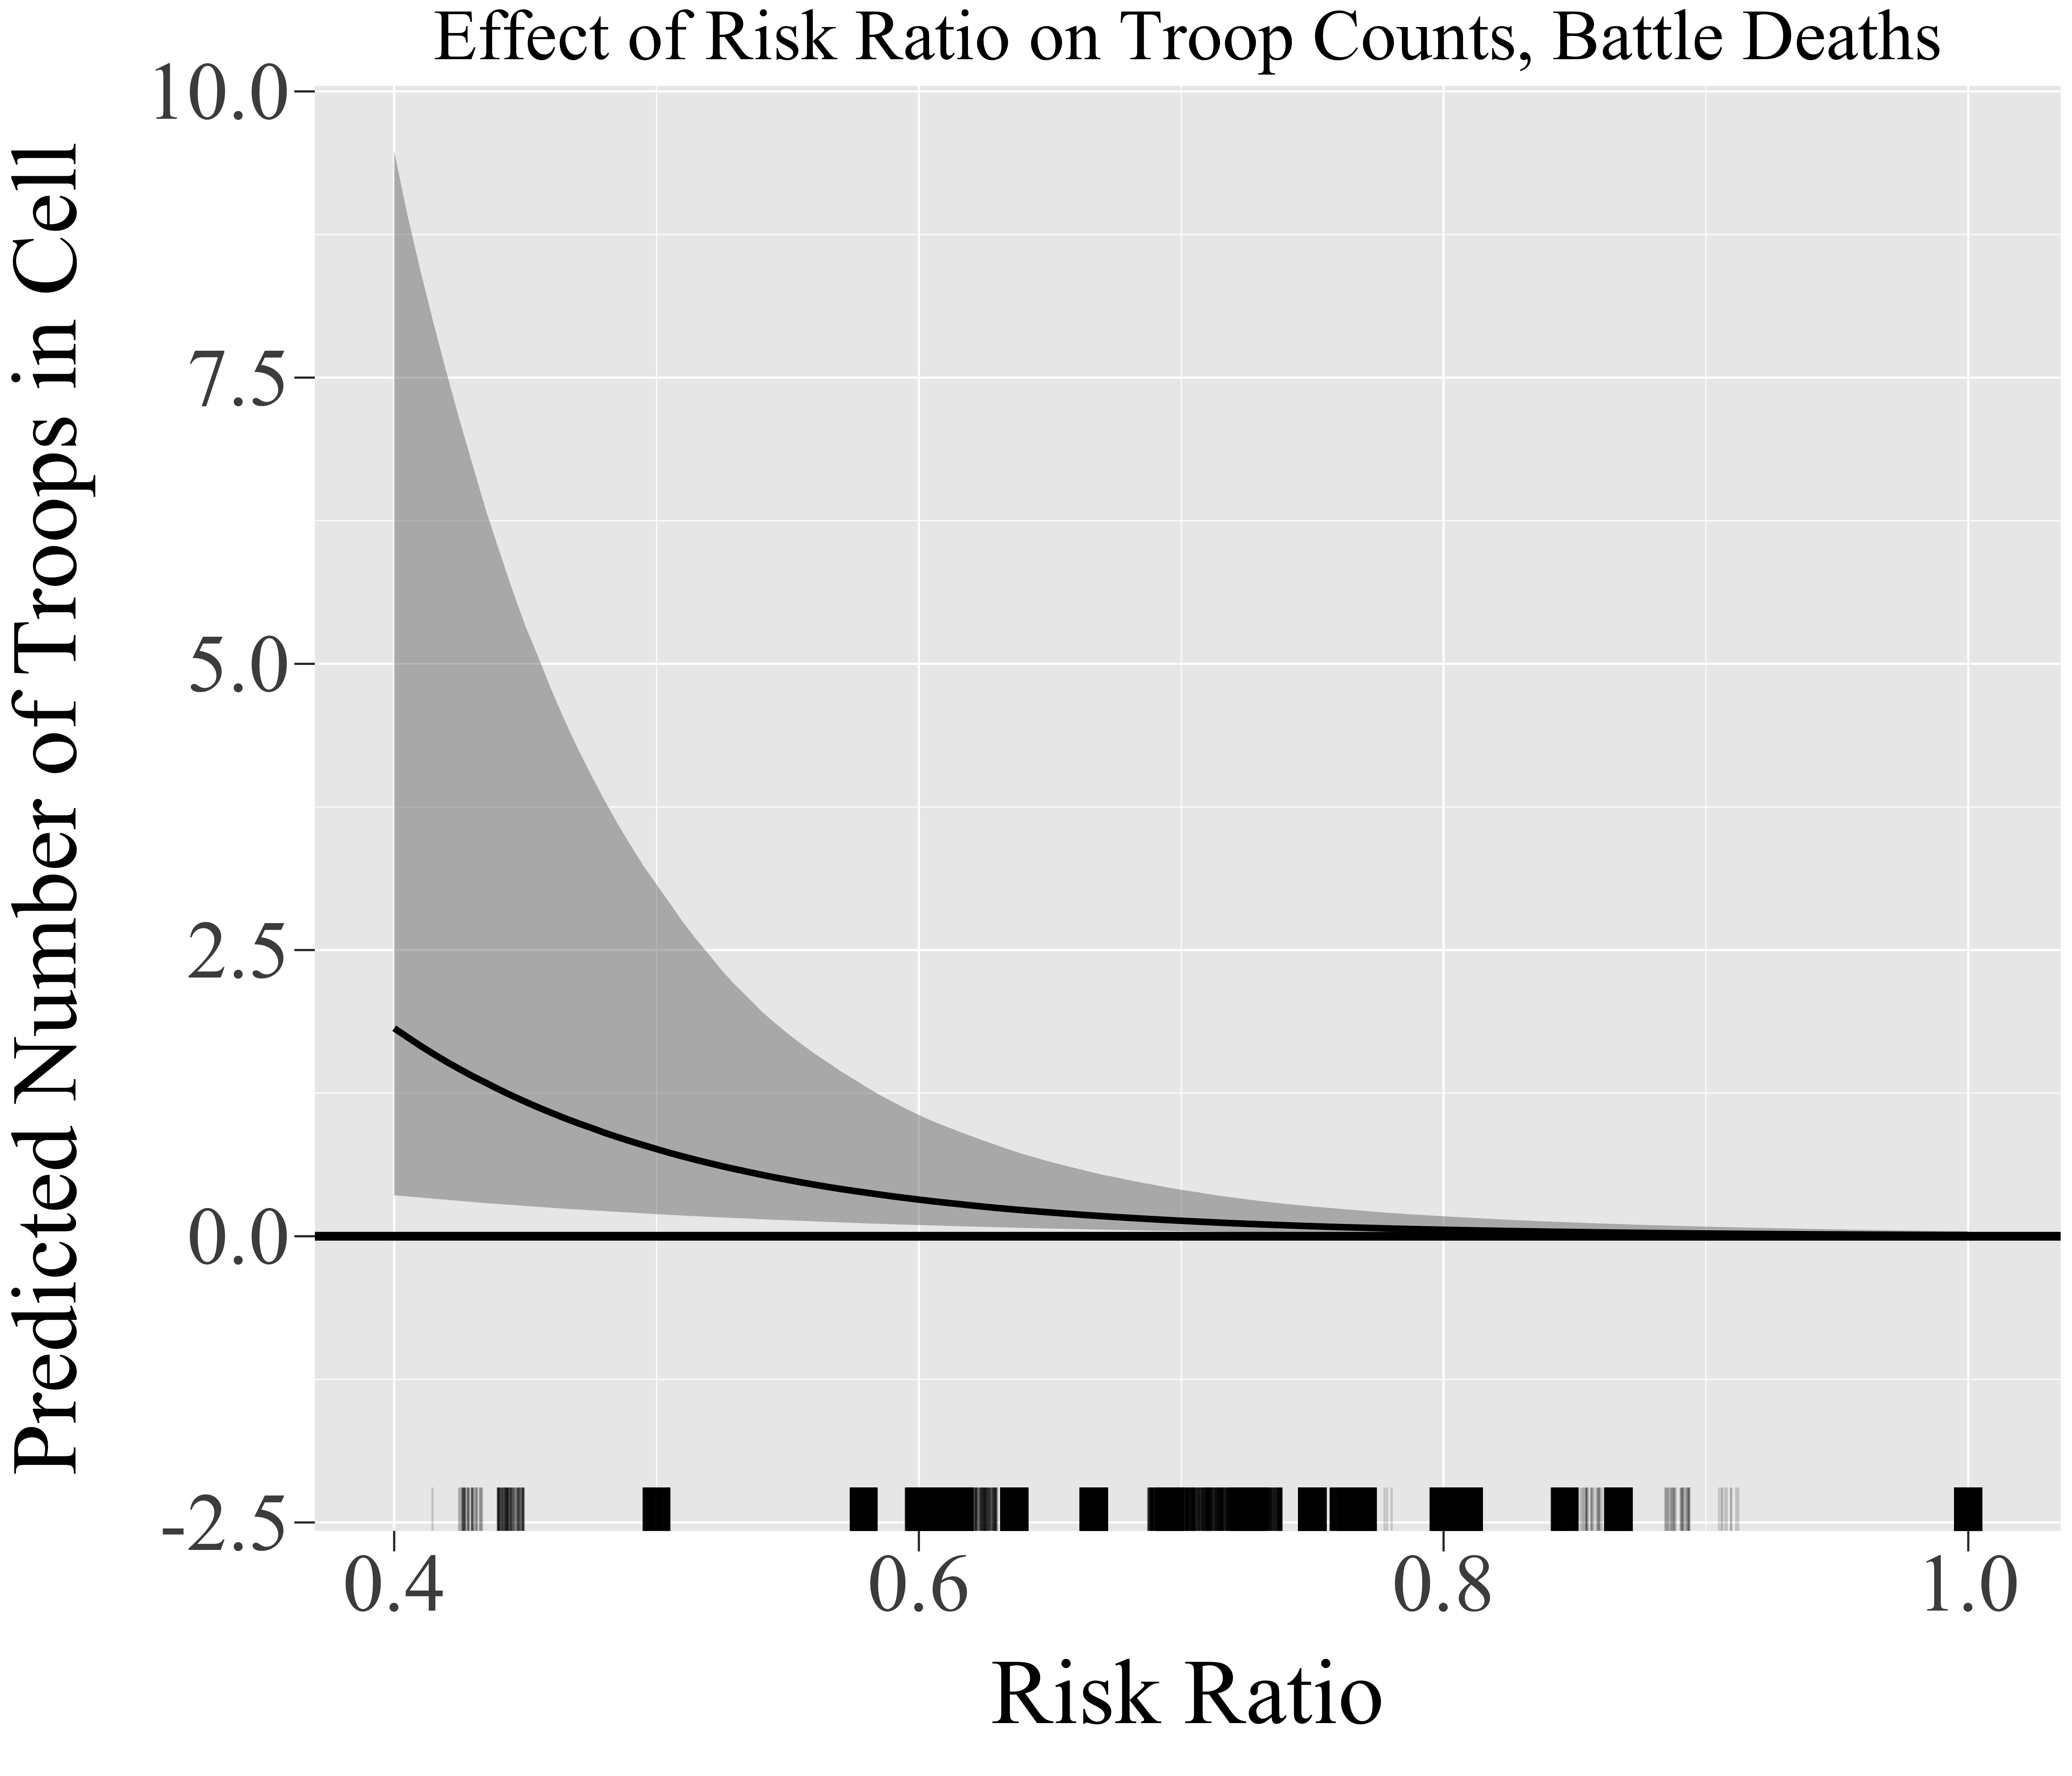 Effect of Risk Ratio on Troop Counts, Battle Deaths
Predicted Number of Troops in Cell
10.0
7.5
5.0
2.5
0.0
-2.5
0.4 0.6 0.8 1.0
Risk Ratio